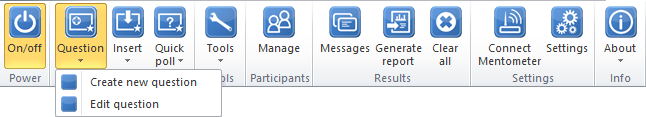 On/off Question Insert Quick poll Tools Manage Messages Generate report Clear all Connect Mentometer Settings About
Power ols Participants Results Settings Info
Create new question
Edit question